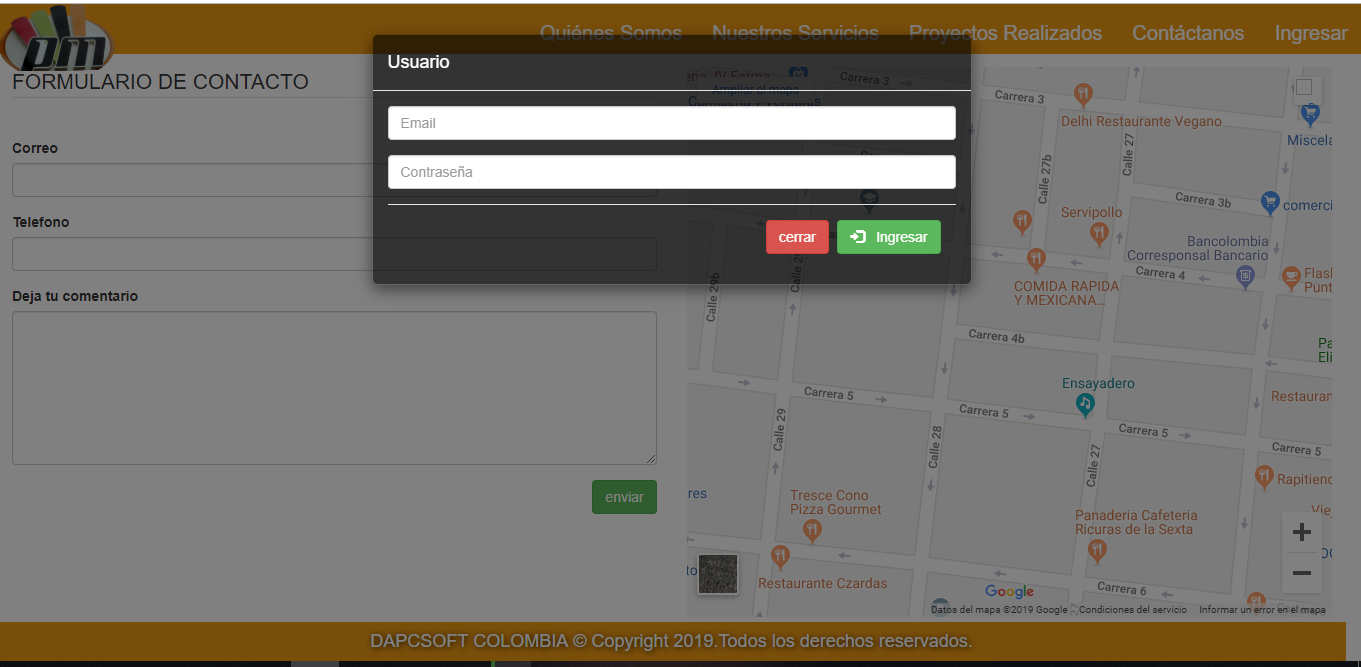 pm
Quiénes Somos
Nuestros Servicios
Proyectos Realizados
Contáctanos
Ingresar
Usuario
Email
Contraseña
cerrar
Ingresar
FORMULARIO DE CONTACTO
Correo
Telefono
Deja tu comentario
enviar
Ampliar el mapa
Carrera 3
Carrera 3
Delhi Restaurante Vegano
Miscela
Calle 27
Calle 27b
Carrera 3b
comerci
Servipollo
Bancolombia
Corresponsal Bancario
Carrera 4
Flash
Punt
COMIDA RAPIDA
Y MEXICANA...
Calle 29b
Carrera 4b
Pa
Eli
Ensayadero
Restauran
Carrera 5
Carrera 5
Carrera 5
Carrera 5
Calle 29
Calle 28
Calle 27
Rapitienc
res
Tresce Cono
Pizza Gourmet
Panaderia Cafeteria
Ricuras de la Sexta
Vie
to
Restaurante Czardas
Google
Carrera 6
Datos del mapa ©2019 Google
Condiciones del servicio
Informar un error en el mapa
DAPCSOFT COLOMBIA © Copyright 2019.Todos los derechos reservados.